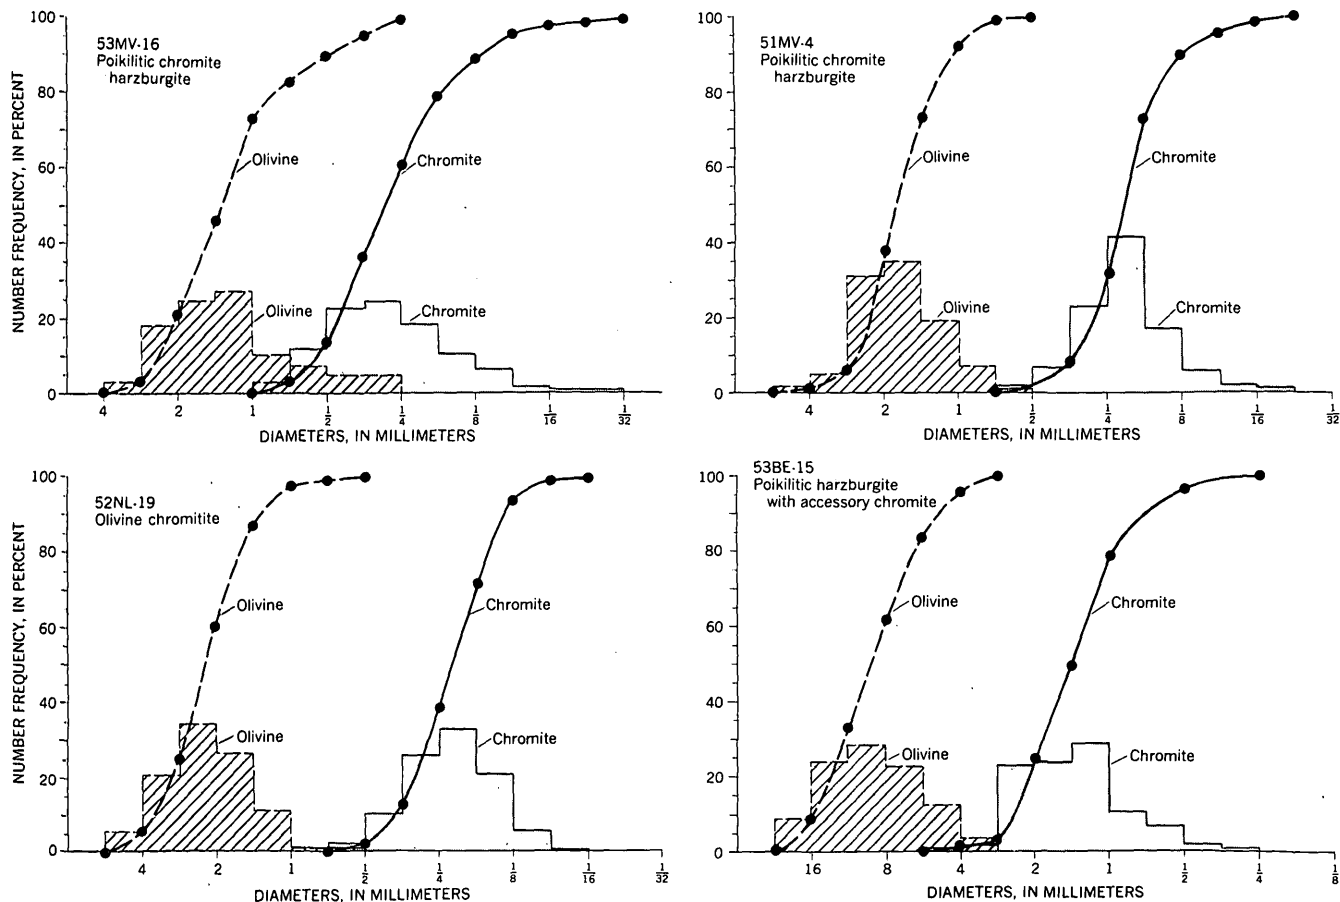 53MV-16
Poikilitic chromite
harzburgite
NUMBER FREQUENCY, IN PERCENT
100
80
60
40
20
0
Olivine
Chromite
Olivine
Chromite
4 2 1 1/2 1/4 1/8 1/16 1/32
DIAMETERS, IN MILLIMETERS
51MV-4
Poikilitic chromite
harzburgite
100
80
60
40
20
0
Olivine
Chromite
Olivine
Chromite
4 2 1 1/2 1/4 1/8 1/16 1/32
DIAMETERS, IN MILLIMETERS
52NL-19
Olivine chromitite
NUMBER FREQUENCY, IN PERCENT
100
80
60
40
20
0
Olivine
Chromite
Olivine
Chromite
4 2 1 1/2 1/4 1/8 1/16 1/32
DIAMETERS, IN MILLIMETERS
53BE-15
Poikilitic harzburgite
with accessory chromite
100
80
60
40
20
0
Olivine
Chromite
Olivine
Chromite
16 8 4 2 1 1/2 1/4 1/8
DIAMETERS, IN MILLIMETERS